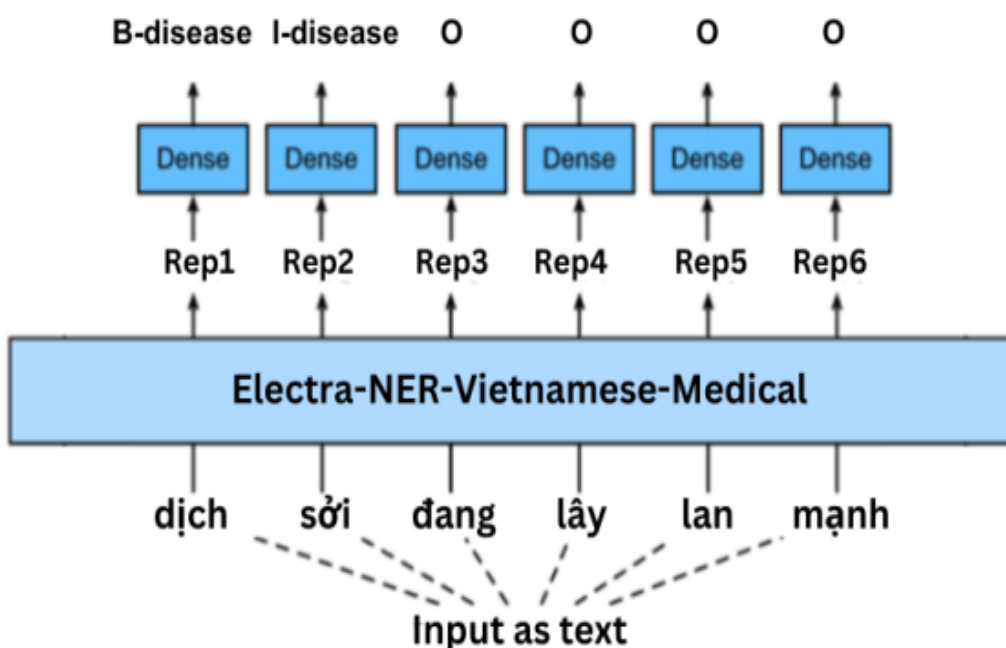 B-disease I-disease O O O O
Dense Dense Dense Dense Dense Dense
Rep1 Rep2 Rep3 Rep4 Rep5 Rep6
Electra-NER-Vietnamese-Medical
dịch sởi đang lây lan mạnh
Input as text